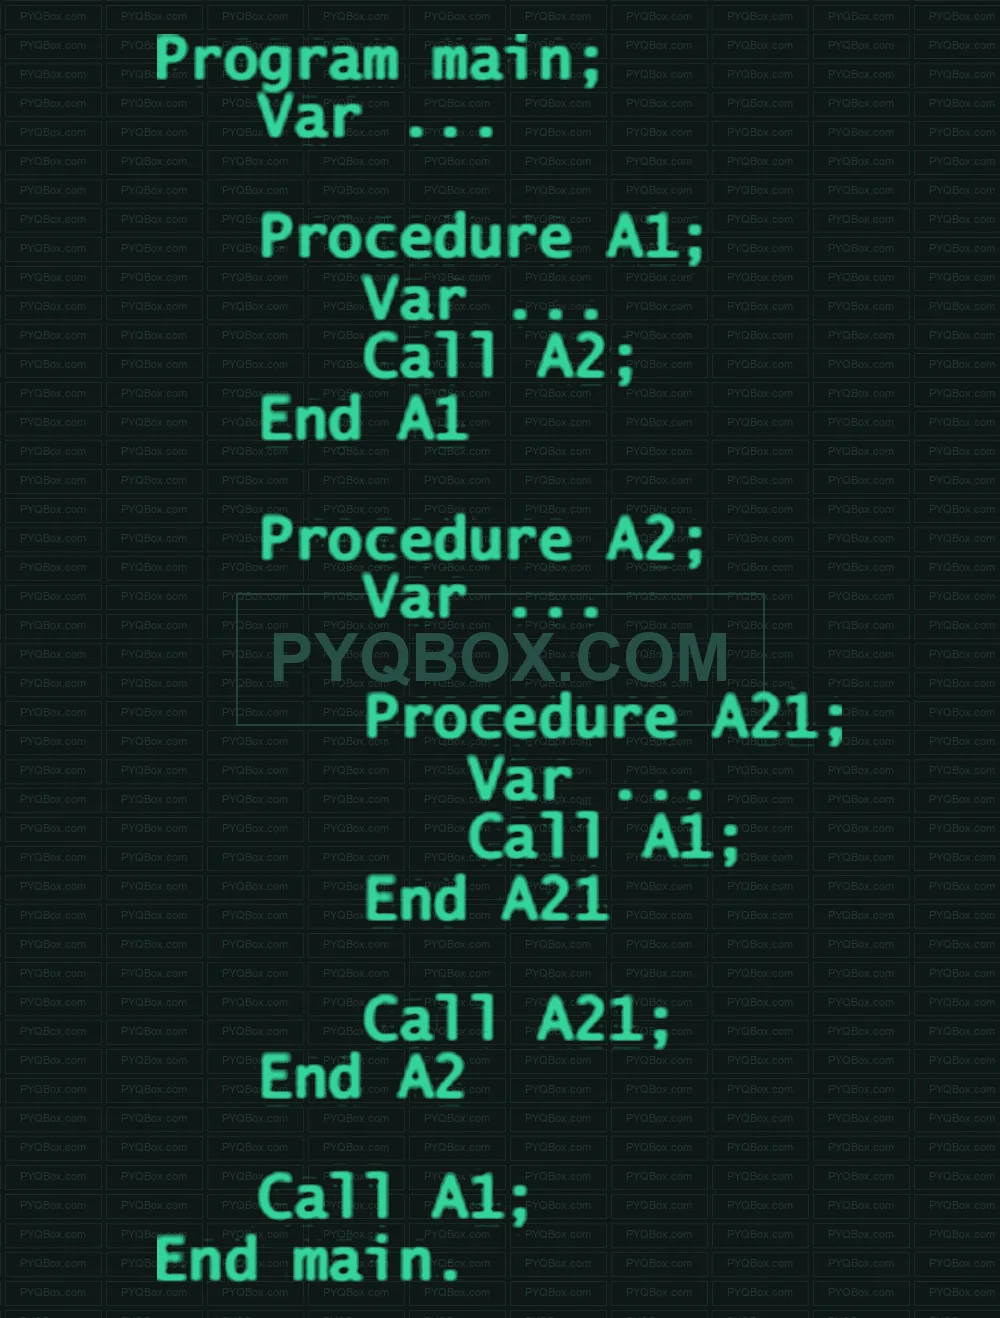 Program main;
Var ...
Procedure A1;
Var ...
Call A2;
End A1
Procedure A2;
Var ...
PYQBOX.COM
Procedure A21;
Var ...
Call A1;
End A21
Call A21;
End A2
Call A1;
End main.